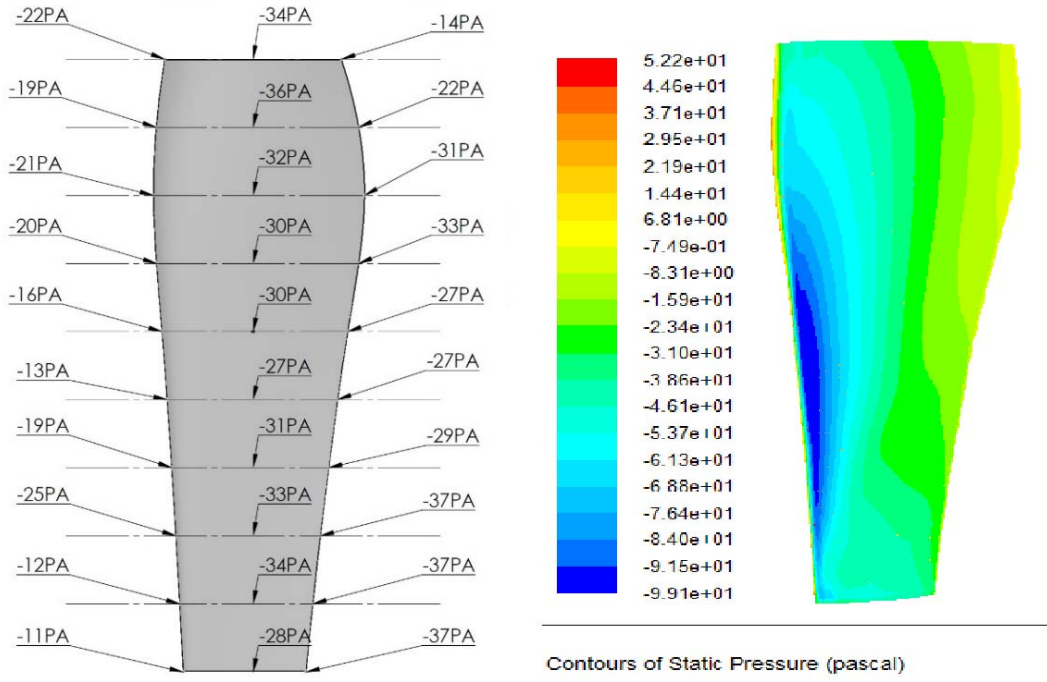 -22PA -34PA -14PA
-19PA -36PA -22PA
-21PA -32PA -31PA
-20PA -30PA -33PA
-16PA -30PA -27PA
-13PA -27PA -27PA
-19PA -31PA -29PA
-25PA -33PA -37PA
-12PA -34PA -37PA
-11PA -28PA -37PA
5.22e+01
4.46e+01
3.71e+01
2.95e+01
2.19e+01
1.44e+01
6.81e+00
-7.49e-01
-8.31e+00
-1.59e+01
-2.34e+01
-3.10e+01
-3.86e+01
-4.61e+01
-5.37e+01
-6.13e+01
-6.88e+01
-7.64e+01
-8.40e+01
-9.15e+01
-9.91e+01
Contours of Static Pressure (pascal)